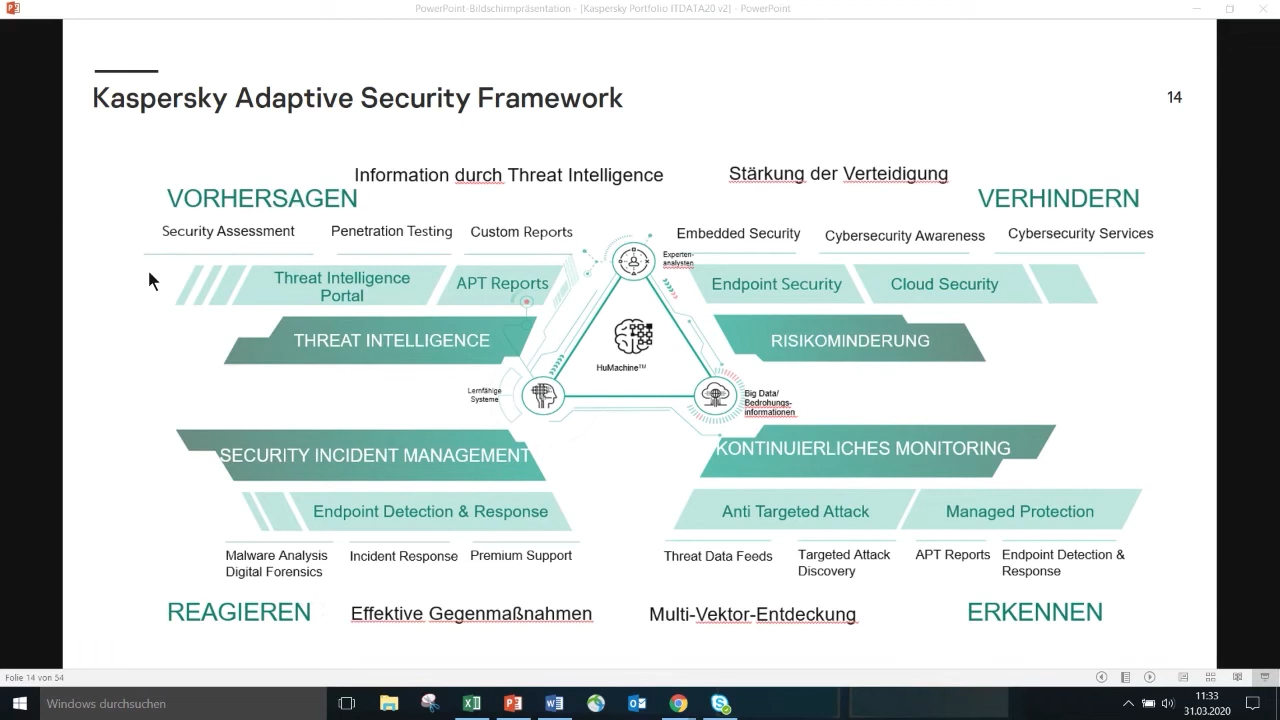 PowerPoint-Bildschirmpräsentation - [Kaspersky Portfolio ITDATA20 v2] - PowerPoint
Kaspersky Adaptive Security Framework
14
Information durch Threat Intelligence
Stärkung der Verteidigung
VORHERSAGEN
VERHINDERN
Security Assessment
Penetration Testing
Custom Reports
Embedded Security
Cybersecurity Awareness
Cybersecurity Services
Experten-
analysten
Threat Intelligence
Portal
APT Reports
Endpoint Security
Cloud Security
THREAT INTELLIGENCE
RISIKOMINDERUNG
HuMachine™
Lernfähige
Systeme
Big Data/
Bedrohungs-
informationen
SECURITY INCIDENT MANAGEMENT
KONTINUIERLICHES MONITORING
Endpoint Detection & Response
Anti Targeted Attack
Managed Protection
Malware Analysis
Digital Forensics
Incident Response
Premium Support
Threat Data Feeds
Targeted Attack
Discovery
APT Reports
Endpoint Detection &
Response
REAGIEREN
Effektive Gegenmaßnahmen
Multi-Vektor-Entdeckung
ERKENNEN
Folie 14 von 54
Windows durchsuchen
11:33
31.03.2020